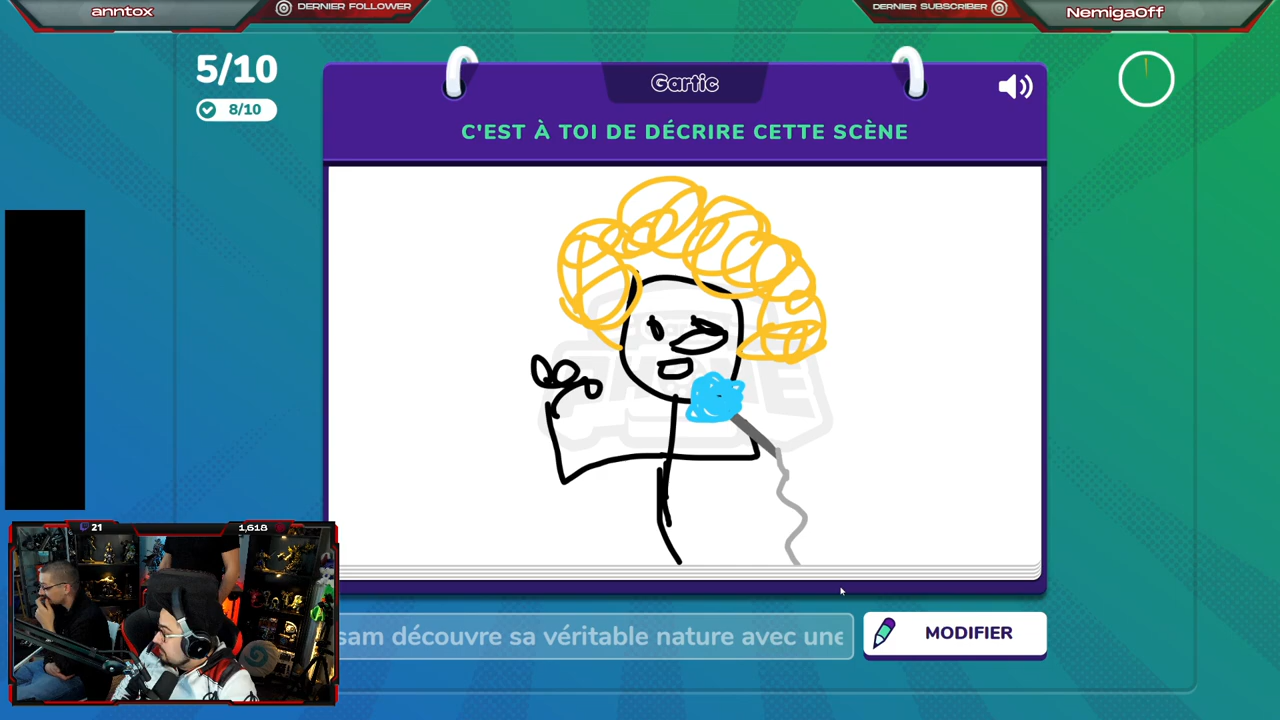 anntox
DERNIER FOLLOWER
DERNIER SUBSCRIBER
NemigaOff
5/10
8/10
Gartic
C'EST À TOI DE DÉCRIRE CETTE SCÈNE
21
1,618
sam découvre sa véritable nature avec une
MODIFIER